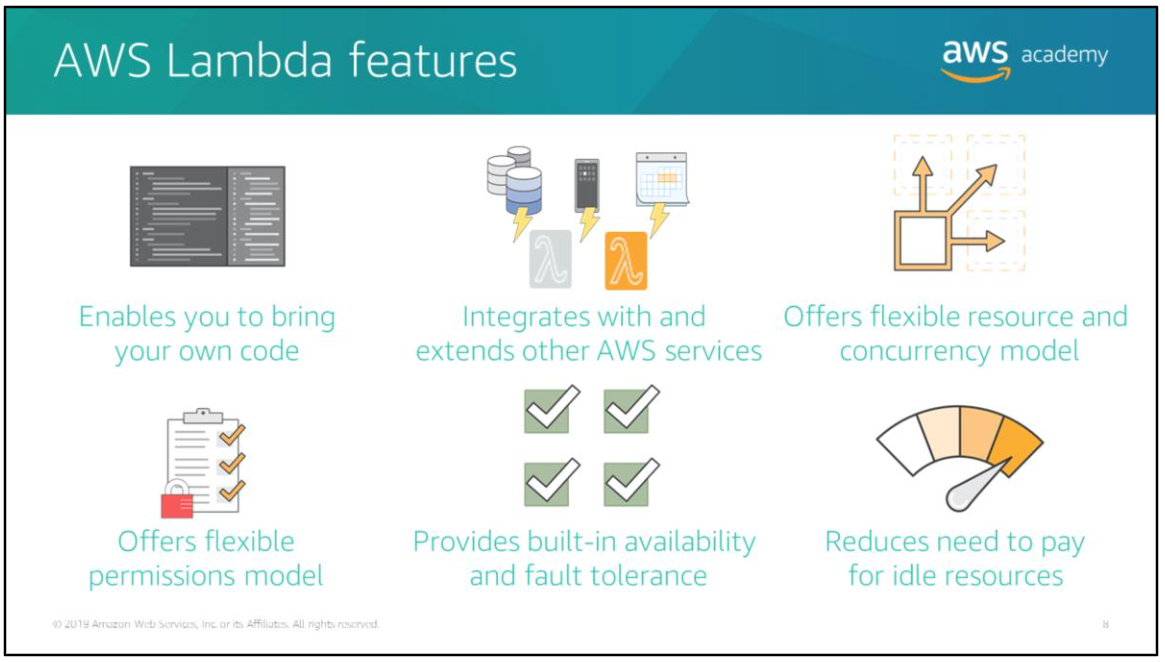 AWS Lambda features
aws academy
Enables you to bring
your own code
Integrates with and
extends other AWS services
Offers flexible resource and
concurrency model
Offers flexible
permissions model
Provides built-in availability
and fault tolerance
Reduces need to pay
for idle resources
© 2019 Amazon Web Services, Inc. or its Affiliates. All rights reserved.
8